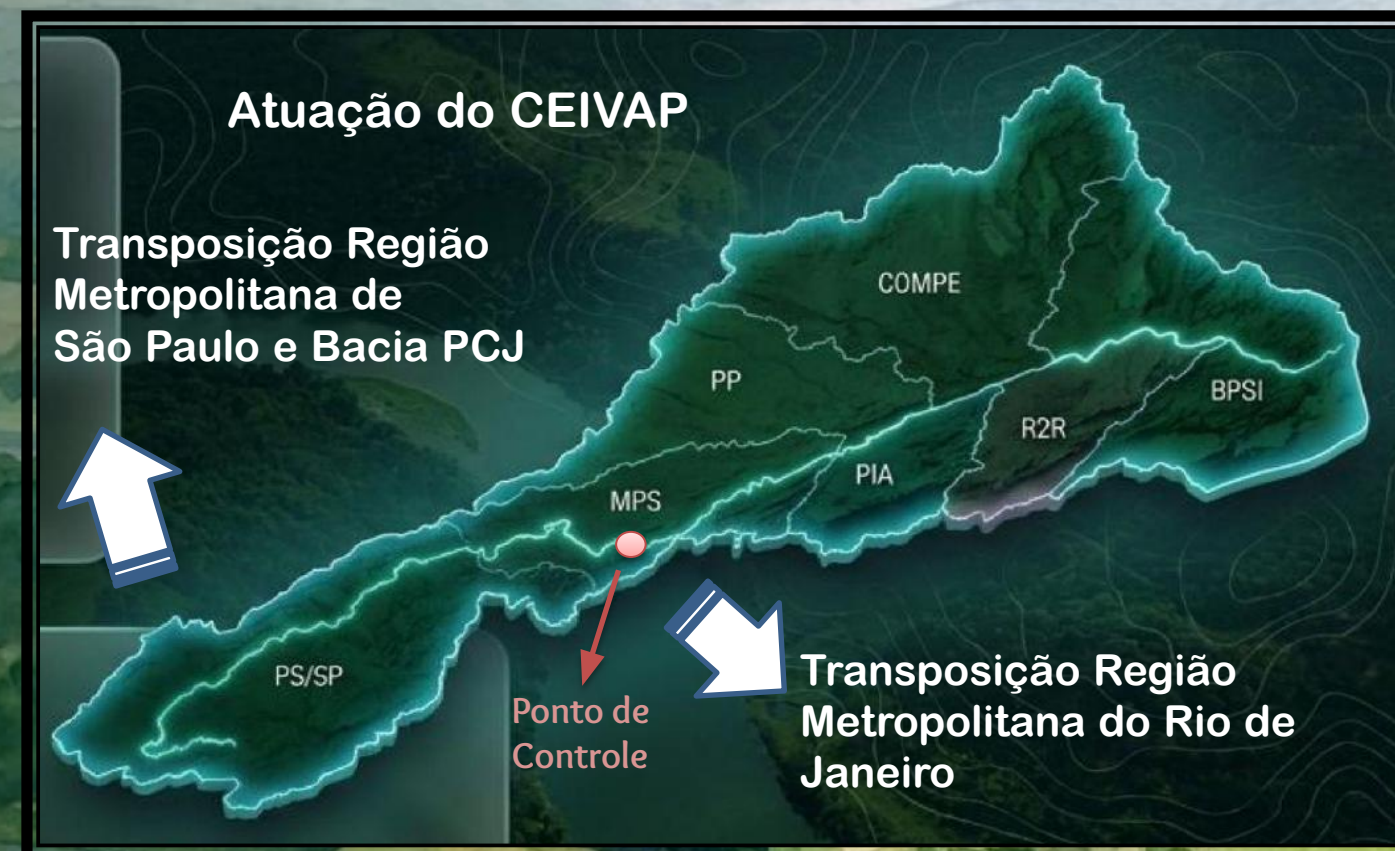 Atuação do CEIVAP
Transposição Região
Metropolitana de
São Paulo e Bacia PCJ
COMPE
PP
BPSI
R2R
PIA
MPS
PS/SP
Ponto de
Controle
Transposição Região
Metropolitana do Rio de
Janeiro